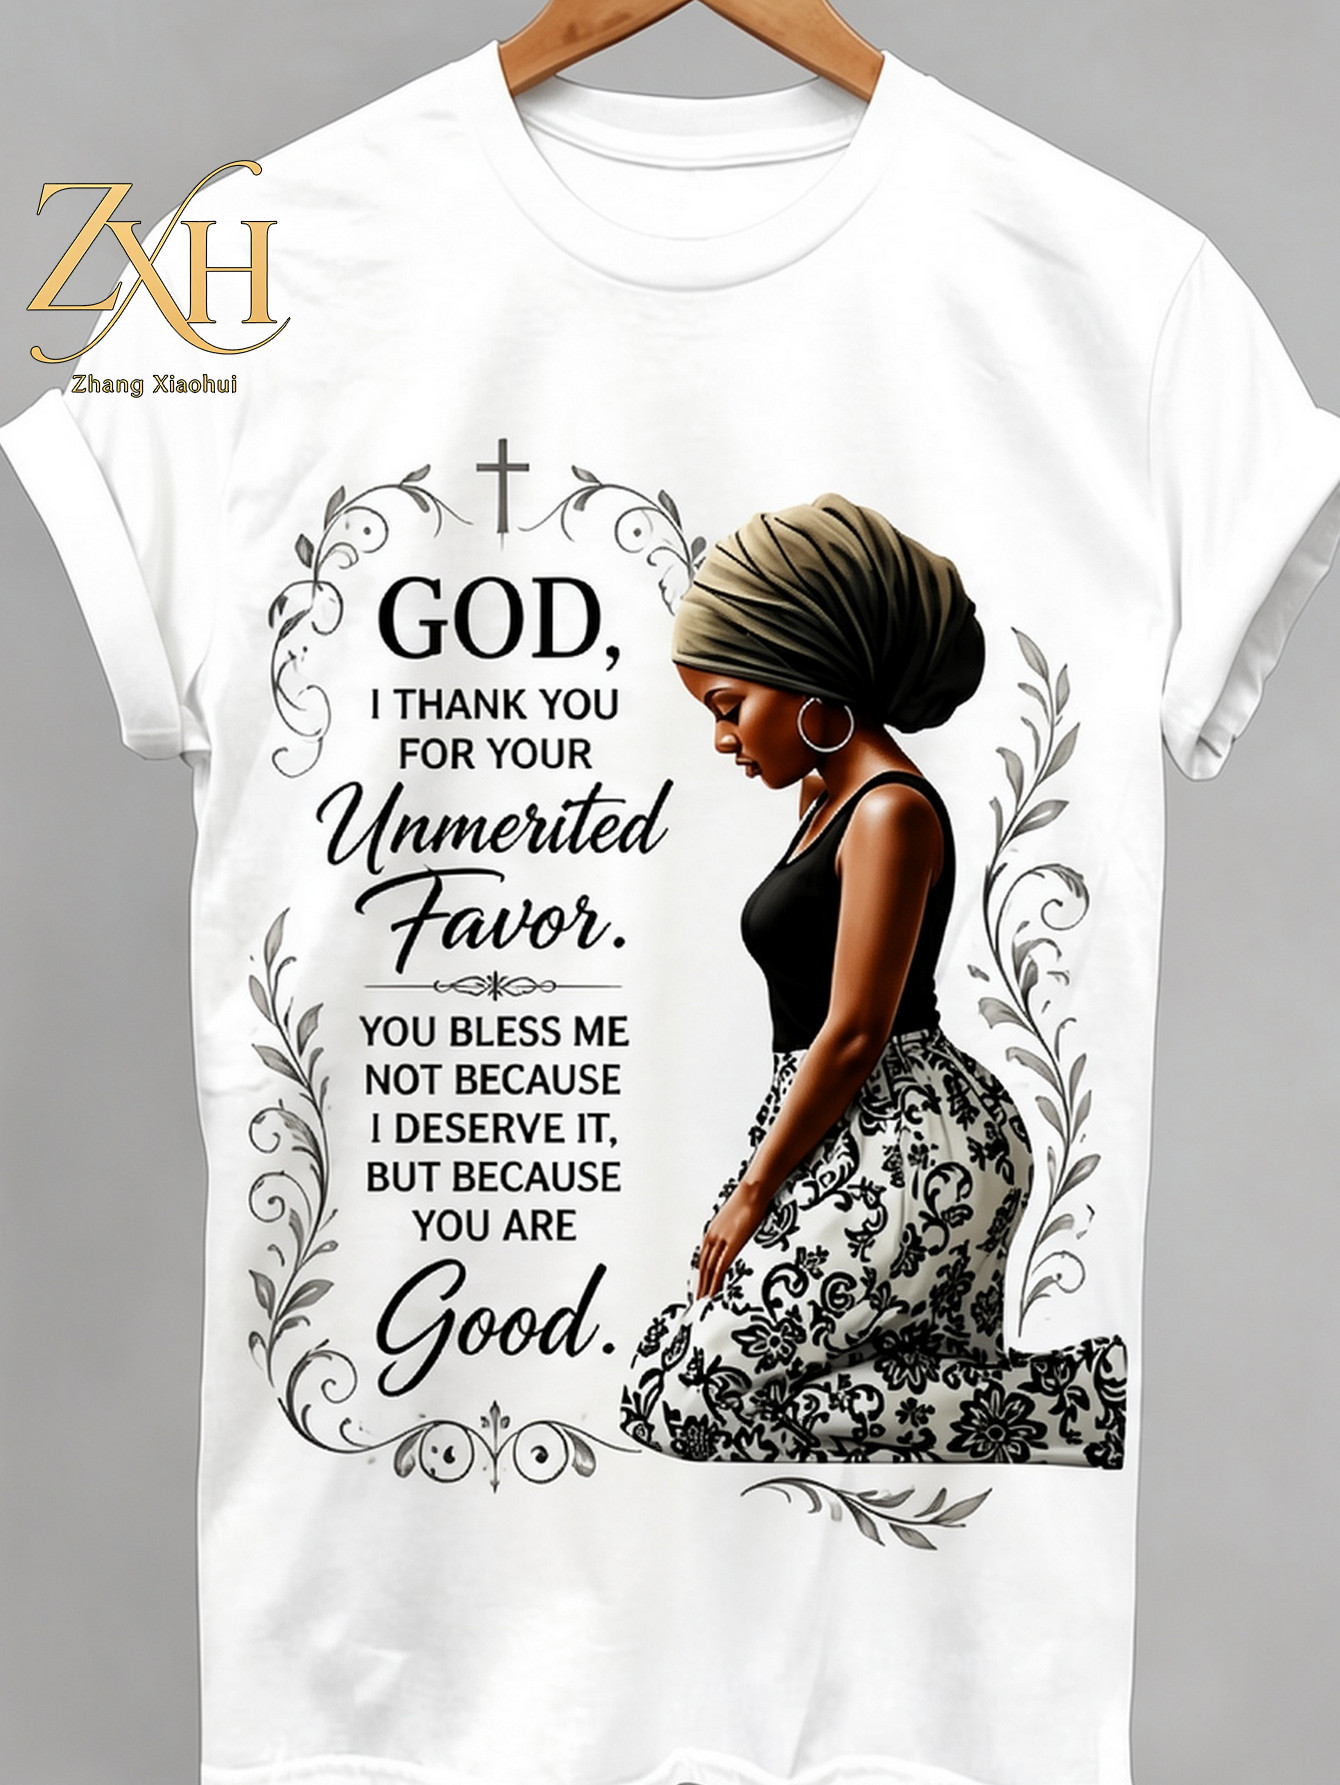 ZXH
Zhang Xiaohui
GOD,
I THANK YOU
FOR YOUR
Unmerited
Favor.
YOU BLESS ME
NOT BECAUSE
I DESERVE IT,
BUT BECAUSE
YOU ARE
Good.